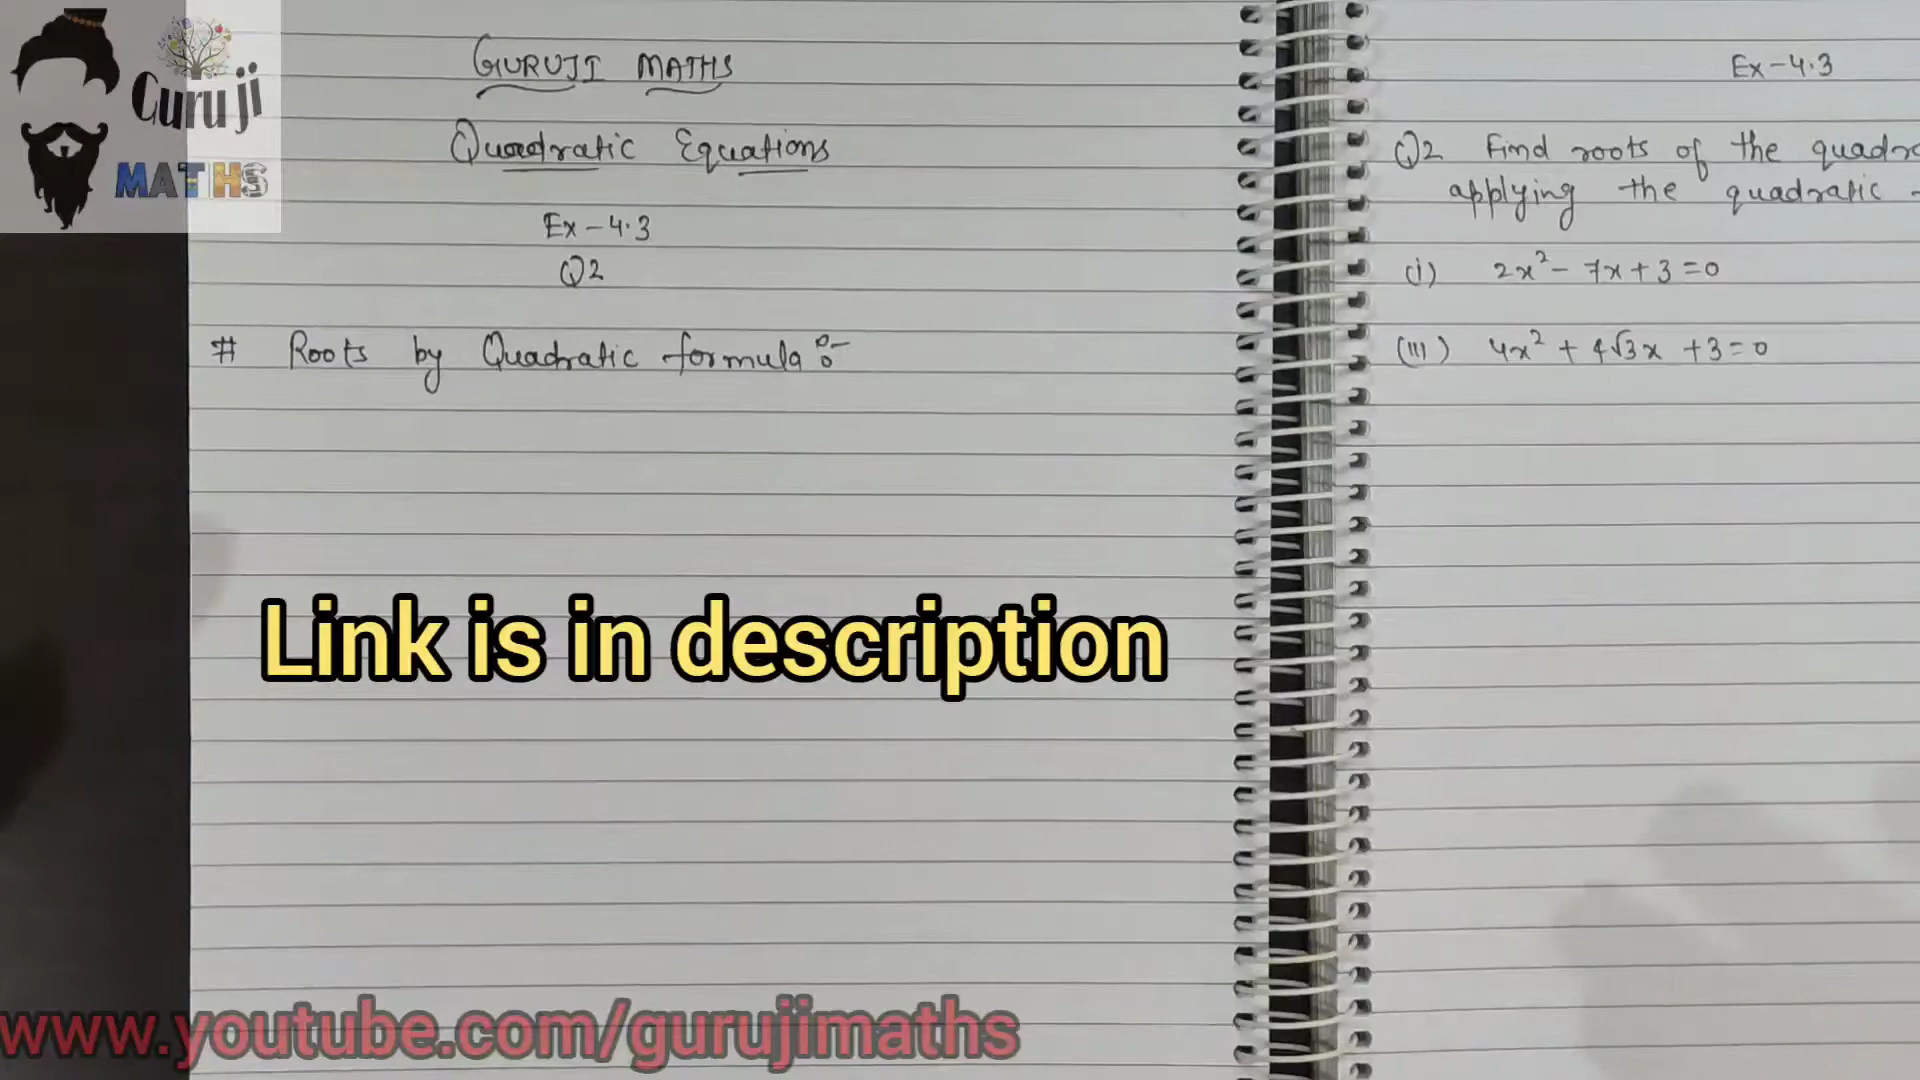 Guruji
MATHS
GURUJI MATHS
Quadratic Equations
Ex-4.3
Q2
# Roots by Quadratic formula :-
Link is in description
www.youtube.com/gurujimaths
Ex-4.3
Q2 Find roots of the quadra
applying the quadratic
(i) 2x² - 7x + 3 = 0
(iii) 4x² + 4√3x + 3 = 0